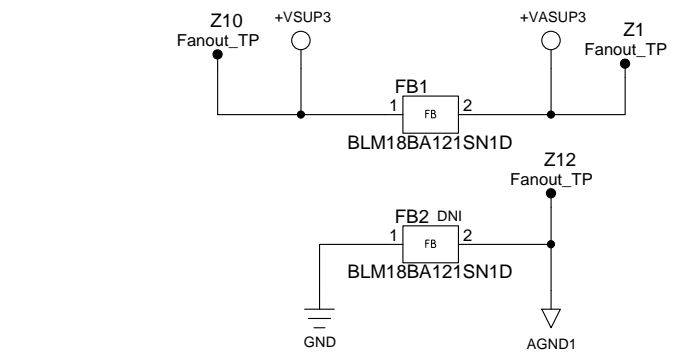 Z10
Fanout_TP
+VSUP3
+VASUP3
Z1
Fanout_TP
FB1
1 FB 2
BLM18BA121SN1D
Z12
Fanout_TP
FB2 DNI
1 FB 2
BLM18BA121SN1D
GND
AGND1